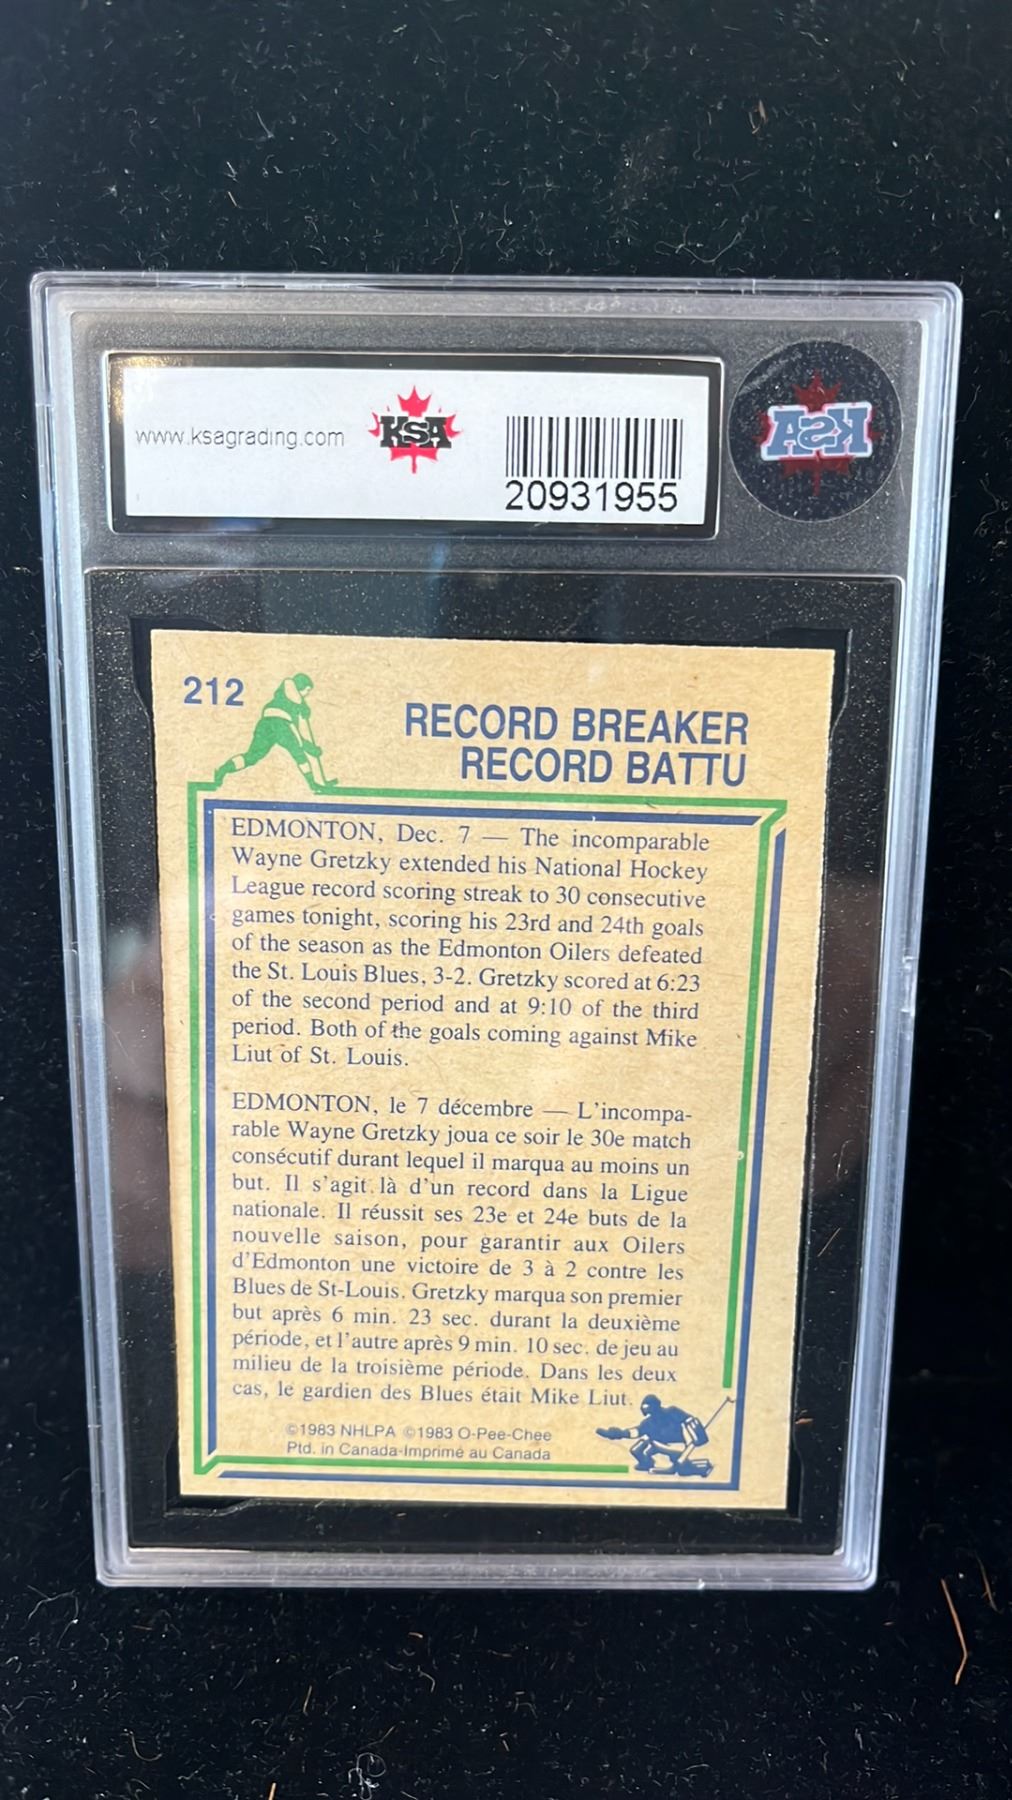 www.ksagrading.com
KSA
20931955
KSA
212
RECORD BREAKER
RECORD BATTU
EDMONTON, Dec. 7 — The incomparable
Wayne Gretzky extended his National Hockey
League record scoring streak to 30 consecutive
games tonight, scoring his 23rd and 24th goals
of the season as the Edmonton Oilers defeated
the St. Louis Blues, 3-2. Gretzky scored at 6:23
of the second period and at 9:10 of the third
period. Both of the goals coming against Mike
Liut of St. Louis.
EDMONTON, le 7 décembre — L'incompa-
rable Wayne Gretzky joua ce soir le 30e match
consécutif durant lequel il marqua au moins un
but. Il s'agit là d'un record dans la Ligue
nationale. Il réussit ses 23e et 24e buts de la
nouvelle saison, pour garantir aux Oilers
d'Edmonton une victoire de 3 à 2 contre les
Blues de St-Louis. Gretzky marqua son premier
but après 6 min. 23 sec. durant la deuxième
période, et l'autre après 9 min. 10 sec. de jeu au
milieu de la troisième période. Dans les deux
cas, le gardien des Blues était Mike Liut.
©1983 NHLPA ©1983 O-Pee-Chee
Ptd. in Canada-Imprimé au Canada